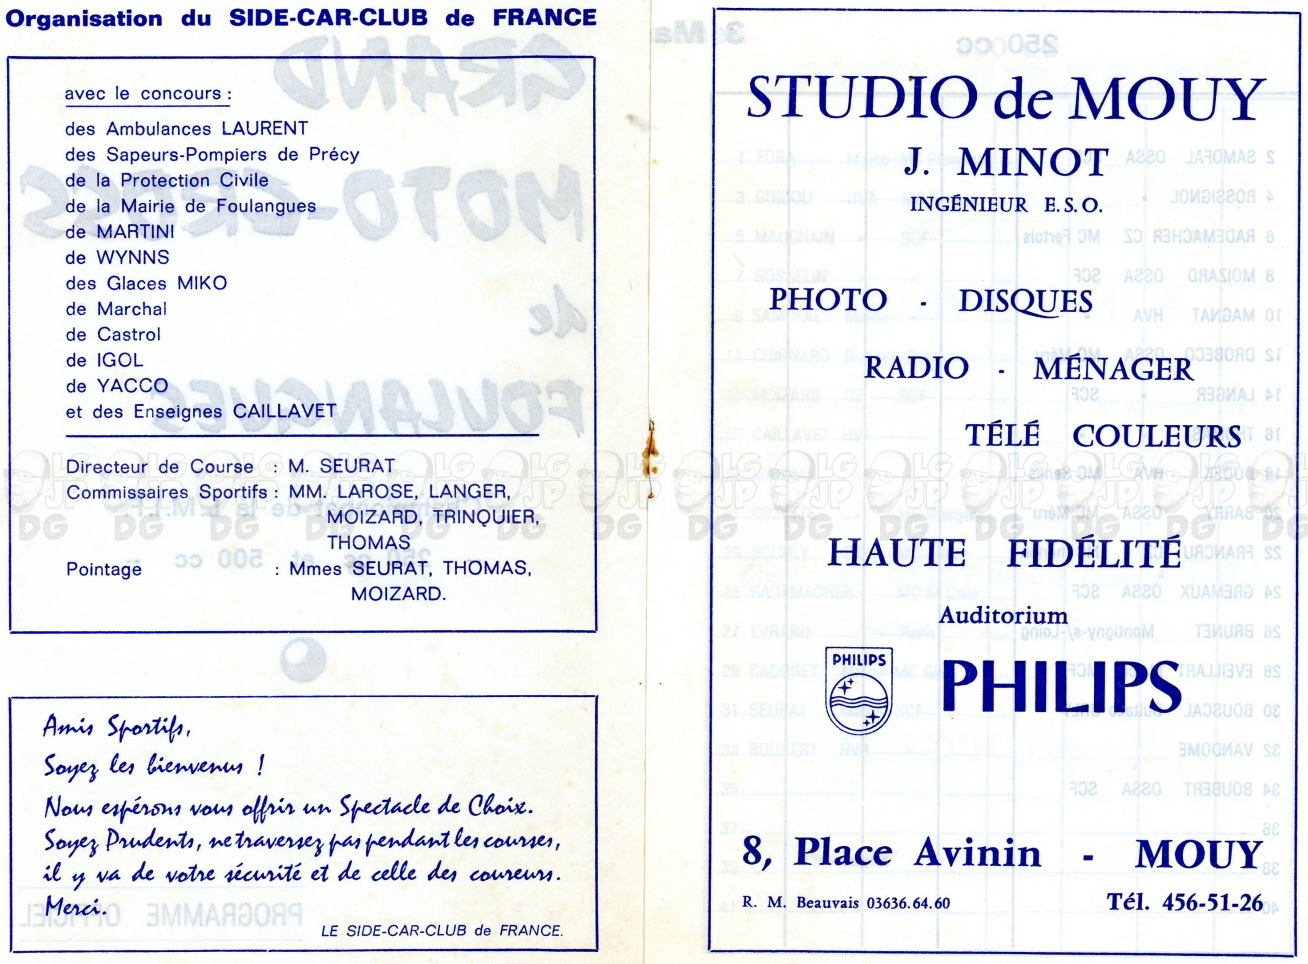 Organisation du SIDE-CAR-CLUB de FRANCE
avec le concours :
des Ambulances LAURENT
des Sapeurs-Pompiers de Précy
de la Protection Civile
de la Mairie de Foulangues
de MARTINI
de WYNNS
des Glaces MIKO
de Marchal
de Castrol
de IGOL
de YACCO
et des Enseignes CAILLAVET
Directeur de Course : M. SEURAT
Commissaires Sportifs : MM. LAROSE, LANGER,
MOIZARD, TRINQUIER,
THOMAS
Pointage : Mmes SEURAT, THOMAS,
MOIZARD.
Amis Sportifs,
Soyez les bienvenus !
Nous espérons vous offrir un Spectacle de Choix.
Soyez Prudents, ne traversez pas pendant les courses,
il y va de votre sécurité et de celle des coureurs.
Merci.
LE SIDE-CAR-CLUB de FRANCE.
STUDIO de MOUY
J. MINOT
INGÉNIEUR E.S.O.
PHOTO - DISQUES
RADIO - MÉNAGER
TÉLÉ COULEURS
HAUTE FIDÉLITÉ
Auditorium
PHILIPS
PHILIPS
8, Place Avinin - MOUY
R. M. Beauvais 03636.64.60
Tél. 456-51-26